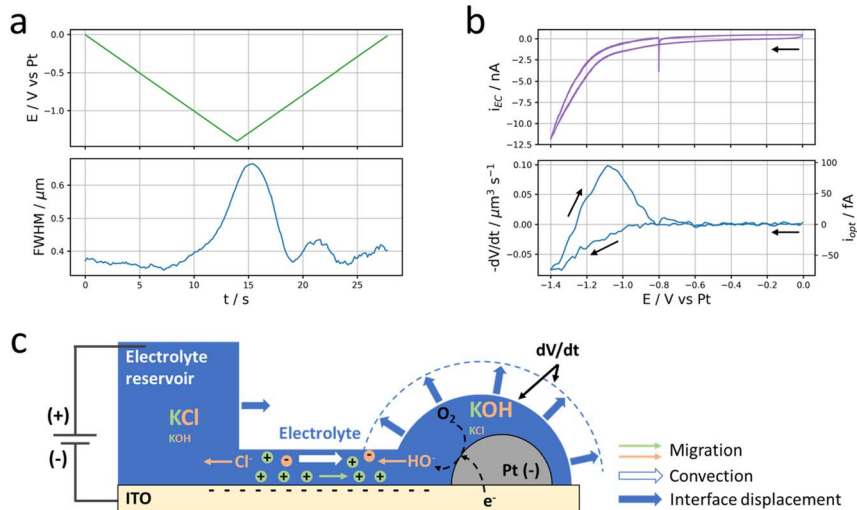 a
E / V vs Pt
0.0
−0.5
−1.0
FWHM / μm
0.6
0.5
0.4
0 5 10 15 20 25
t / s
b
i_EC / nA
0.0
−2.5
−5.0
−7.5
−10.0
−12.5
-dV/dt / μm³ s⁻¹
0.10
0.05
0.00
−0.05
100
50
0
−50
i_opt / fA
−1.4 −1.2 −1.0 −0.8 −0.6 −0.4 −0.2 0.0
E / V vs Pt
c
Electrolyte
reservoir
KCl
KOH
(+)
(-)
ITO
Electrolyte
Cl⁻
+ - + -
+ + + + +
HO⁻
- - - - - - - - - - - - - -
O₂
KOH
KCl
Pt (-)
e⁻
dV/dt
Migration
Convection
Interface displacement